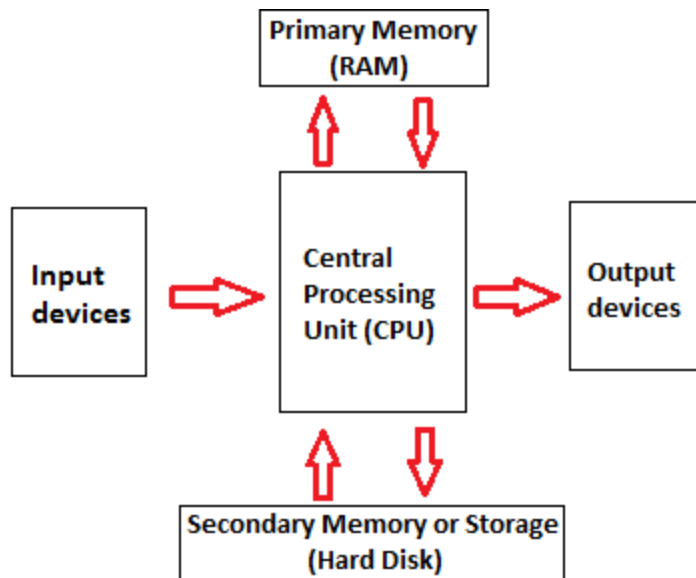 Primary Memory
(RAM)
Input
devices
Central
Processing
Unit (CPU)
Output
devices
Secondary Memory or Storage
(Hard Disk)